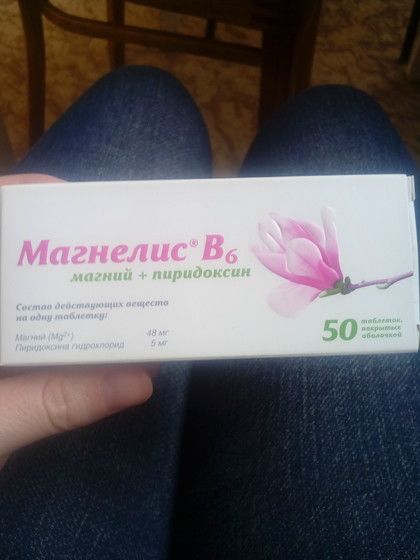 Магнелис® B6
магний + пиридоксин
Состав действующих веществ
на одну таблетку:
Магний (Mg²⁺) 48 мг
Пиридоксина гидрохлорид 5 мг
50 таблеток,
покрытых
оболочкой